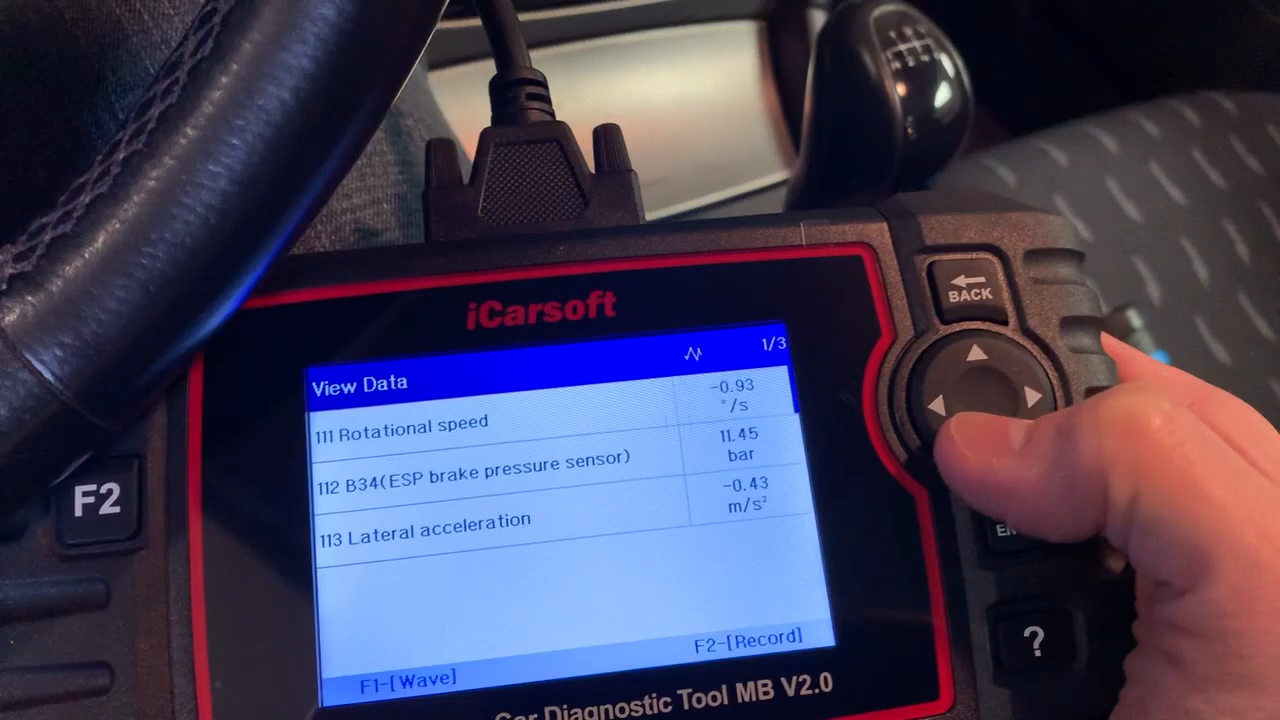 BACK
iCarsoft
View Data 1/3
111 Rotational speed -0.93 °/s
112 B34(ESP brake pressure sensor) 11.45 bar
113 Lateral acceleration -0.43 m/s²
F1-[Wave] F2-[Record]
Car Diagnostic Tool MB V2.0
F2
?